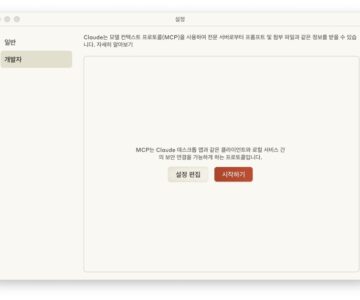 설정
일반
개발자
Claude는 모델 컨텍스트 프로토콜(MCP)을 사용하여 전문 서버로부터 프롬프트 및 첨부 파일과 같은 정보를 받을 수 있습
니다. 자세히 알아보기
MCP는 Claude 데스크톱 앱과 같은 클라이언트와 로컬 서비스 간
의 보안 연결을 가능하게 하는 프로토콜입니다.
설정 편집
시작하기